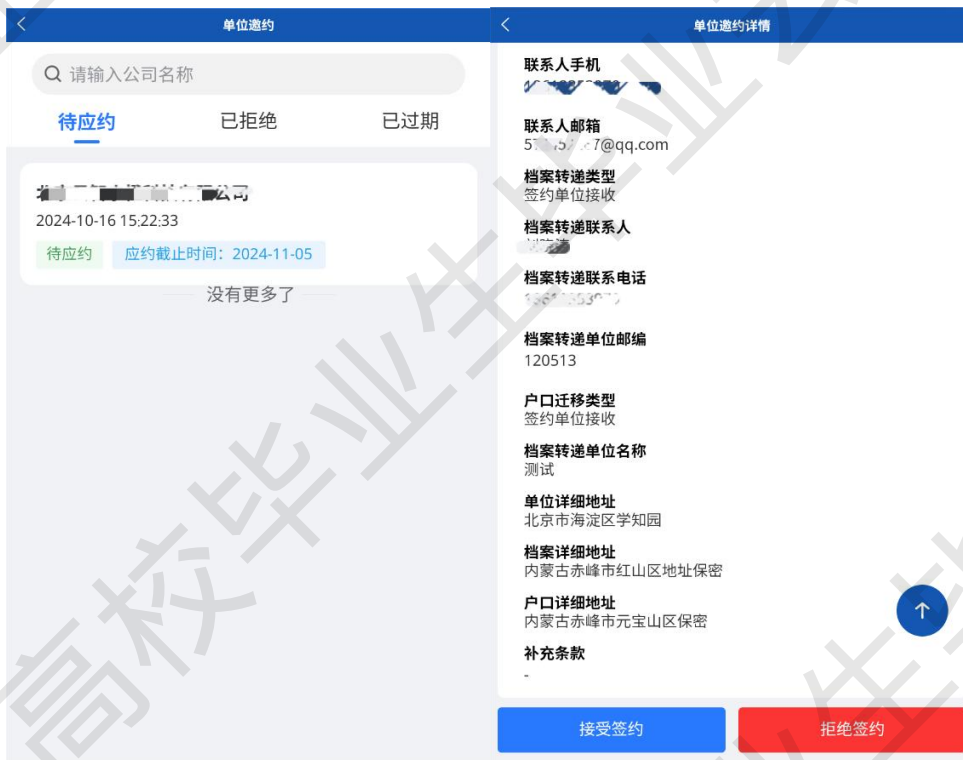 单位邀约
请输入公司名称
待应约
已拒绝
已过期
公司
2024-10-16 15:22:33
待应约
应约截止时间：2024-11-05
没有更多了
单位邀约详情
联系人手机
联系人邮箱
@qq.com
档案转递类型
签约单位接收
档案转递联系人
档案转递联系电话
档案转递单位邮编
120513
户口迁移类型
签约单位接收
档案转递单位名称
测试
单位详细地址
北京市海淀区学知园
档案详细地址
内蒙古赤峰市红山区地址保密
户口详细地址
内蒙古赤峰市元宝山区保密
补充条款
-
接受签约
拒绝签约
高校毕业生